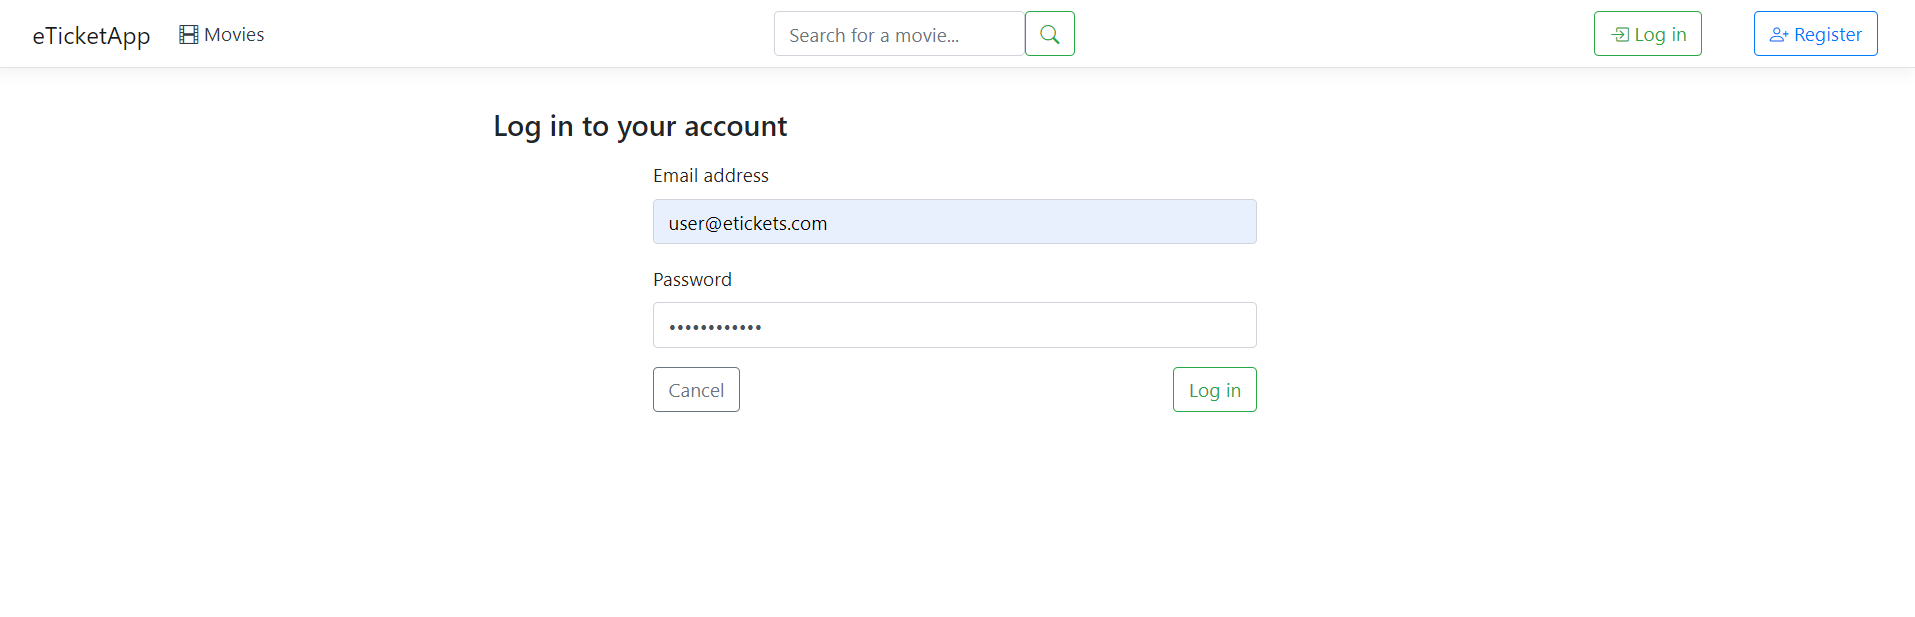 eTicketApp Movies Search for a movie... Log in Register
Log in to your account
Email address
user@etickets.com
Password
••••••••••••
Cancel Log in